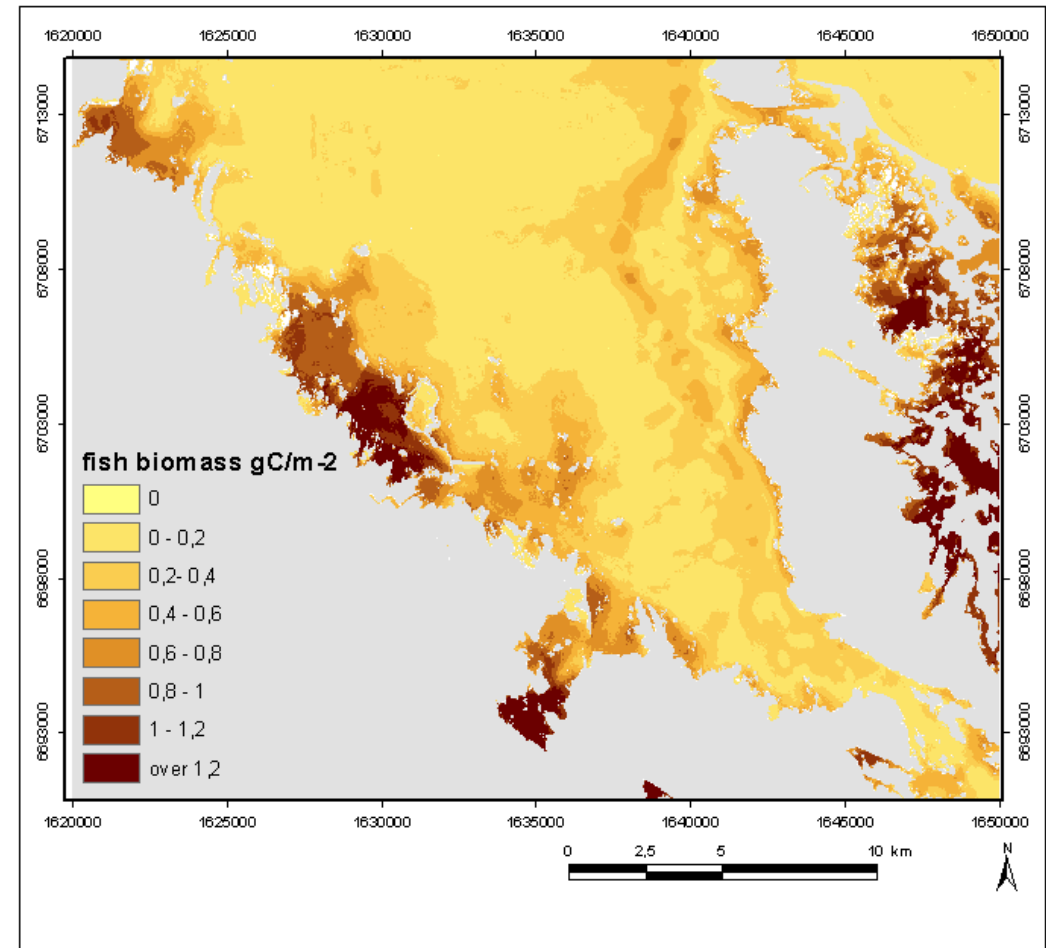 1620000 1625000 1630000 1635000 1640000 1645000 1650000
6713000 6713000
6708000 6708000
6703000 6703000
fish biomass gC/m-2
0
0 - 0,2
0,2- 0,4
6698000 6698000
0,4 - 0,6
0,6 - 0,8
0,8 - 1
1 - 1,2
6693000 6693000
over 1,2
1620000 1625000 1630000 1635000 1640000 1645000 1650000
0 2,5 5 10 km
N